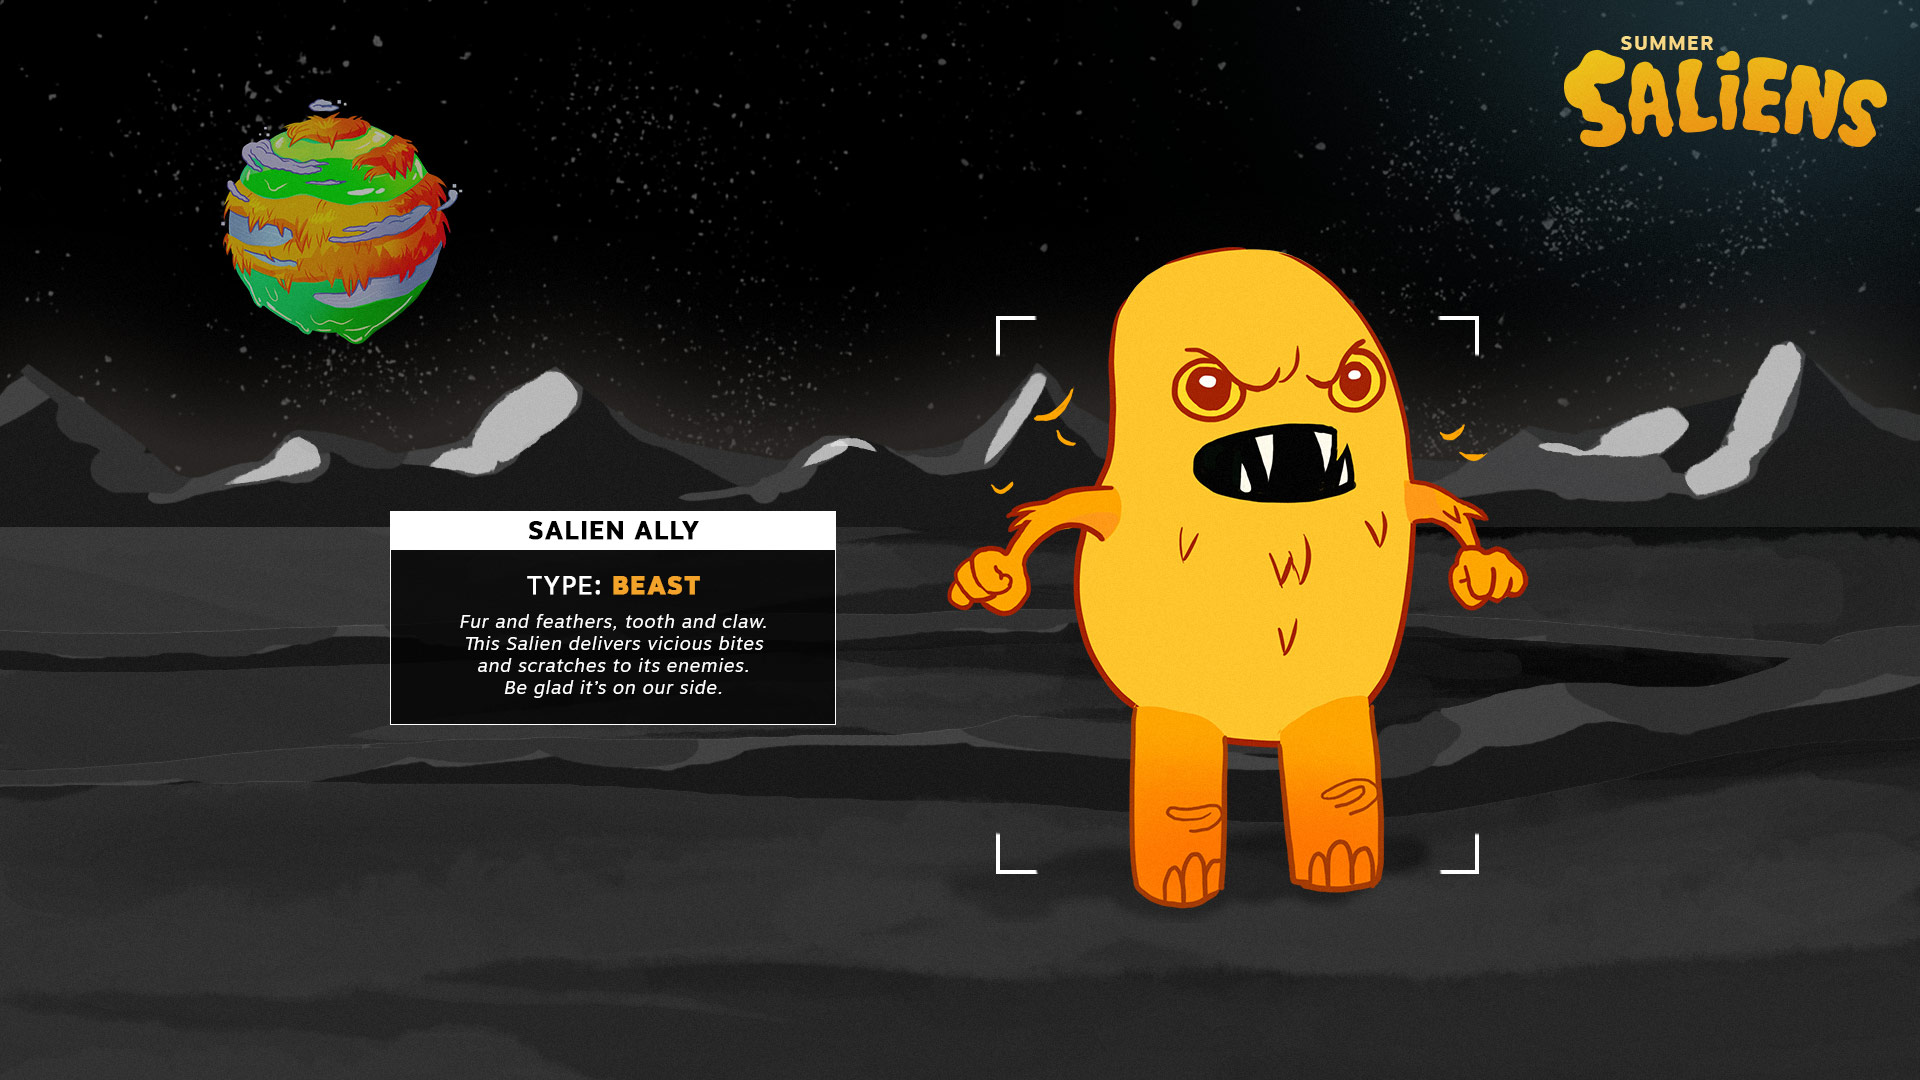 SUMMER
SALIENS
SALIEN ALLY
TYPE: BEAST
Fur and feathers, tooth and claw.
This Salien delivers vicious bites
and scratches to its enemies.
Be glad it’s on our side.